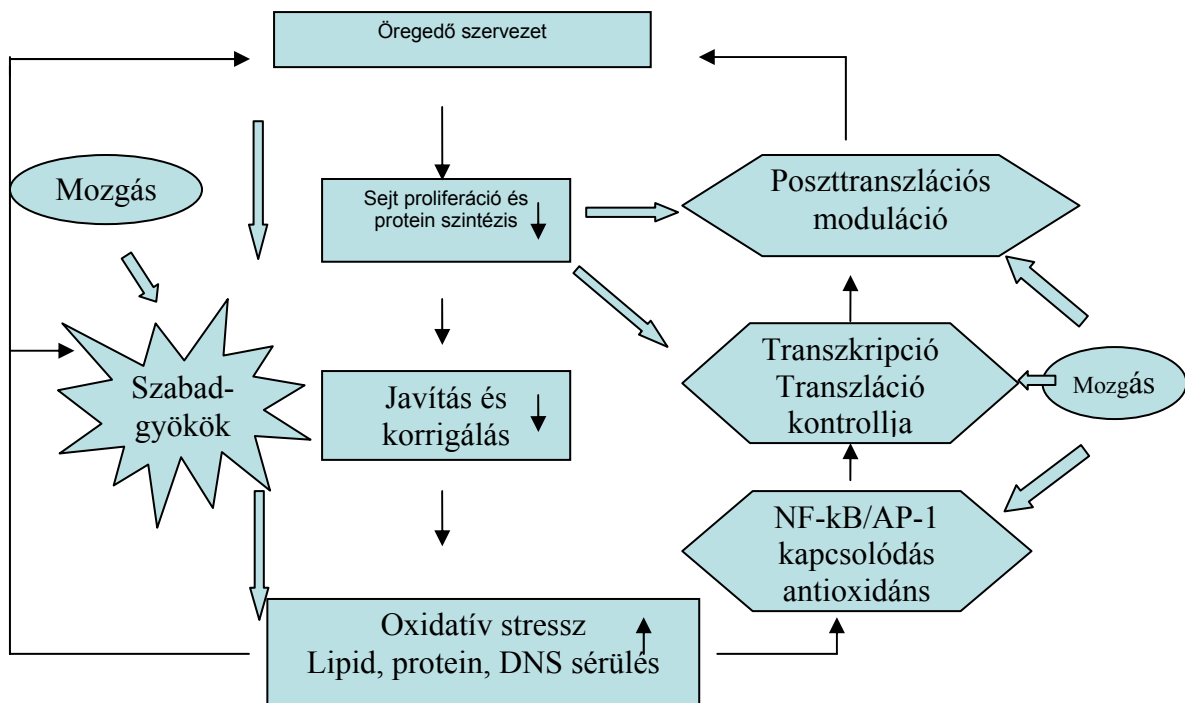 Öregedő szervezet
Mozgás
Sejt proliferáció és
protein szintézis
Poszttranszlációs
moduláció
Szabad-
gyökök
Javítás és
korrigálás
Transzkripció
Transzláció
kontrollja
Mozgás
NF-kB/AP-1
kapcsolódás
antioxidáns
Oxidatív stressz
Lipid, protein, DNS sérülés